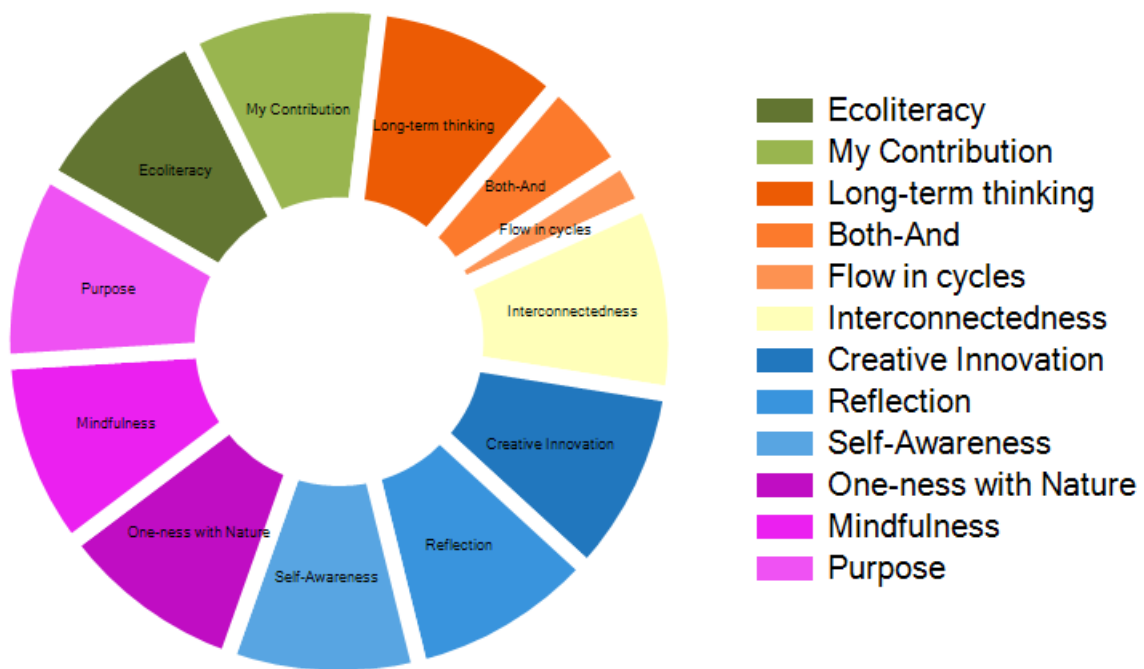 My Contribution
Long-term thinking
Ecoliteracy
Both-And
Flow in cycles
Purpose
Interconnectedness
Mindfulness
Creative Innovation
One-ness with Nature
Reflection
Self-Awareness
Ecoliteracy
My Contribution
Long-term thinking
Both-And
Flow in cycles
Interconnectedness
Creative Innovation
Reflection
Self-Awareness
One-ness with Nature
Mindfulness
Purpose